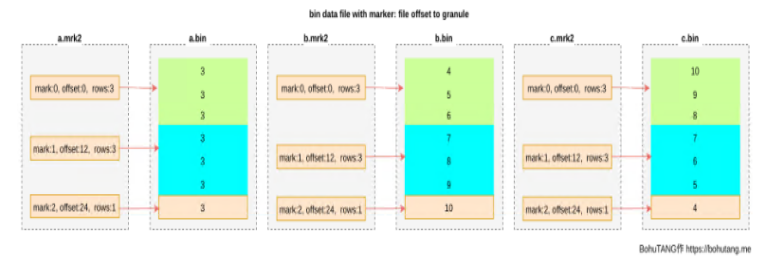 bin data file with marker: file offset to granule
a.mrk2
mark:0, offset:0, rows:3
mark:1, offset:12, rows:3
mark:2, offset:24, rows:1
a.bin
3
3
3
3
3
3
3
b.mrk2
mark:0, offset:0, rows:3
mark:1, offset:12, rows:3
mark:2, offset:24, rows:1
b.bin
4
5
6
7
8
9
10
c.mrk2
mark:0, offset:0, rows:3
mark:1, offset:12, rows:3
mark:2, offset:24, rows:1
c.bin
10
9
8
7
6
5
4
BohuTANG作 https://bohutang.me